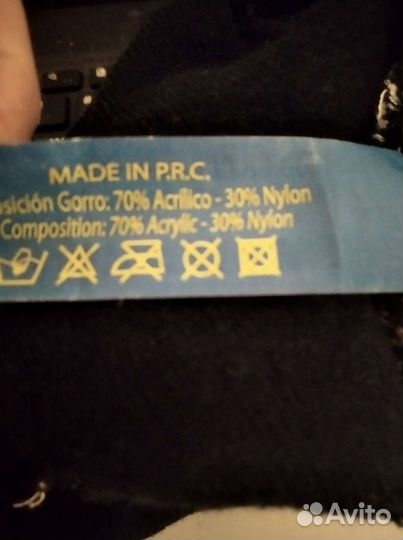 MADE IN P.R.C.
osición Gorro: 70% Acrílico - 30% Nylon
Composition: 70% Acrylic - 30% Nylon
Avito